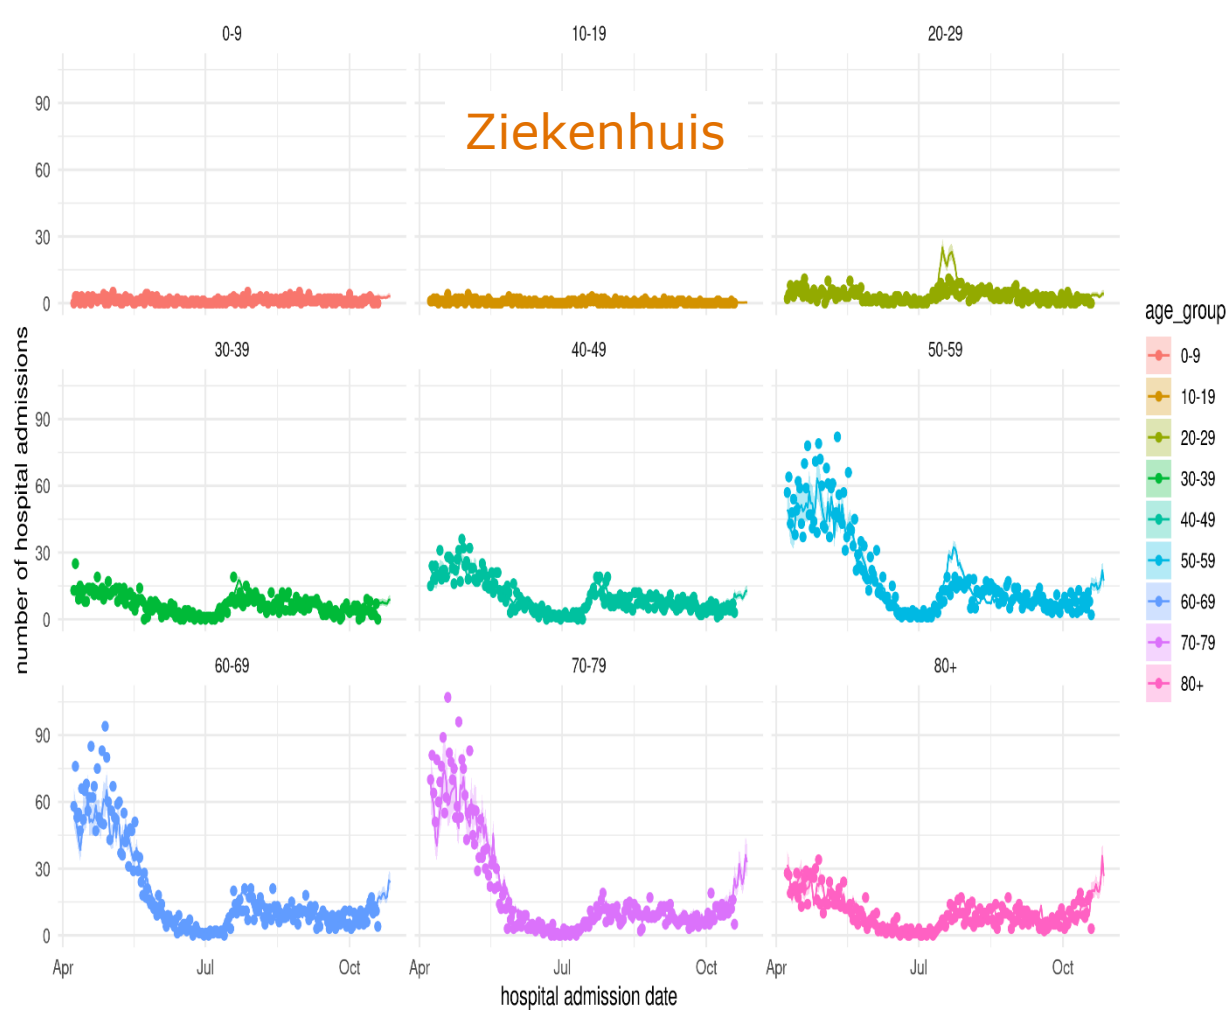 0-9
10-19
20-29
90
60
30
0
Ziekenhuis
30-39
40-49
50-59
90
60
30
0
60-69
70-79
80+
90
60
30
0
Apr
Jul
Oct
Apr
Jul
Oct
Apr
Jul
Oct
number of hospital admissions
hospital admission date
age_group
0-9
10-19
20-29
30-39
40-49
50-59
60-69
70-79
80+